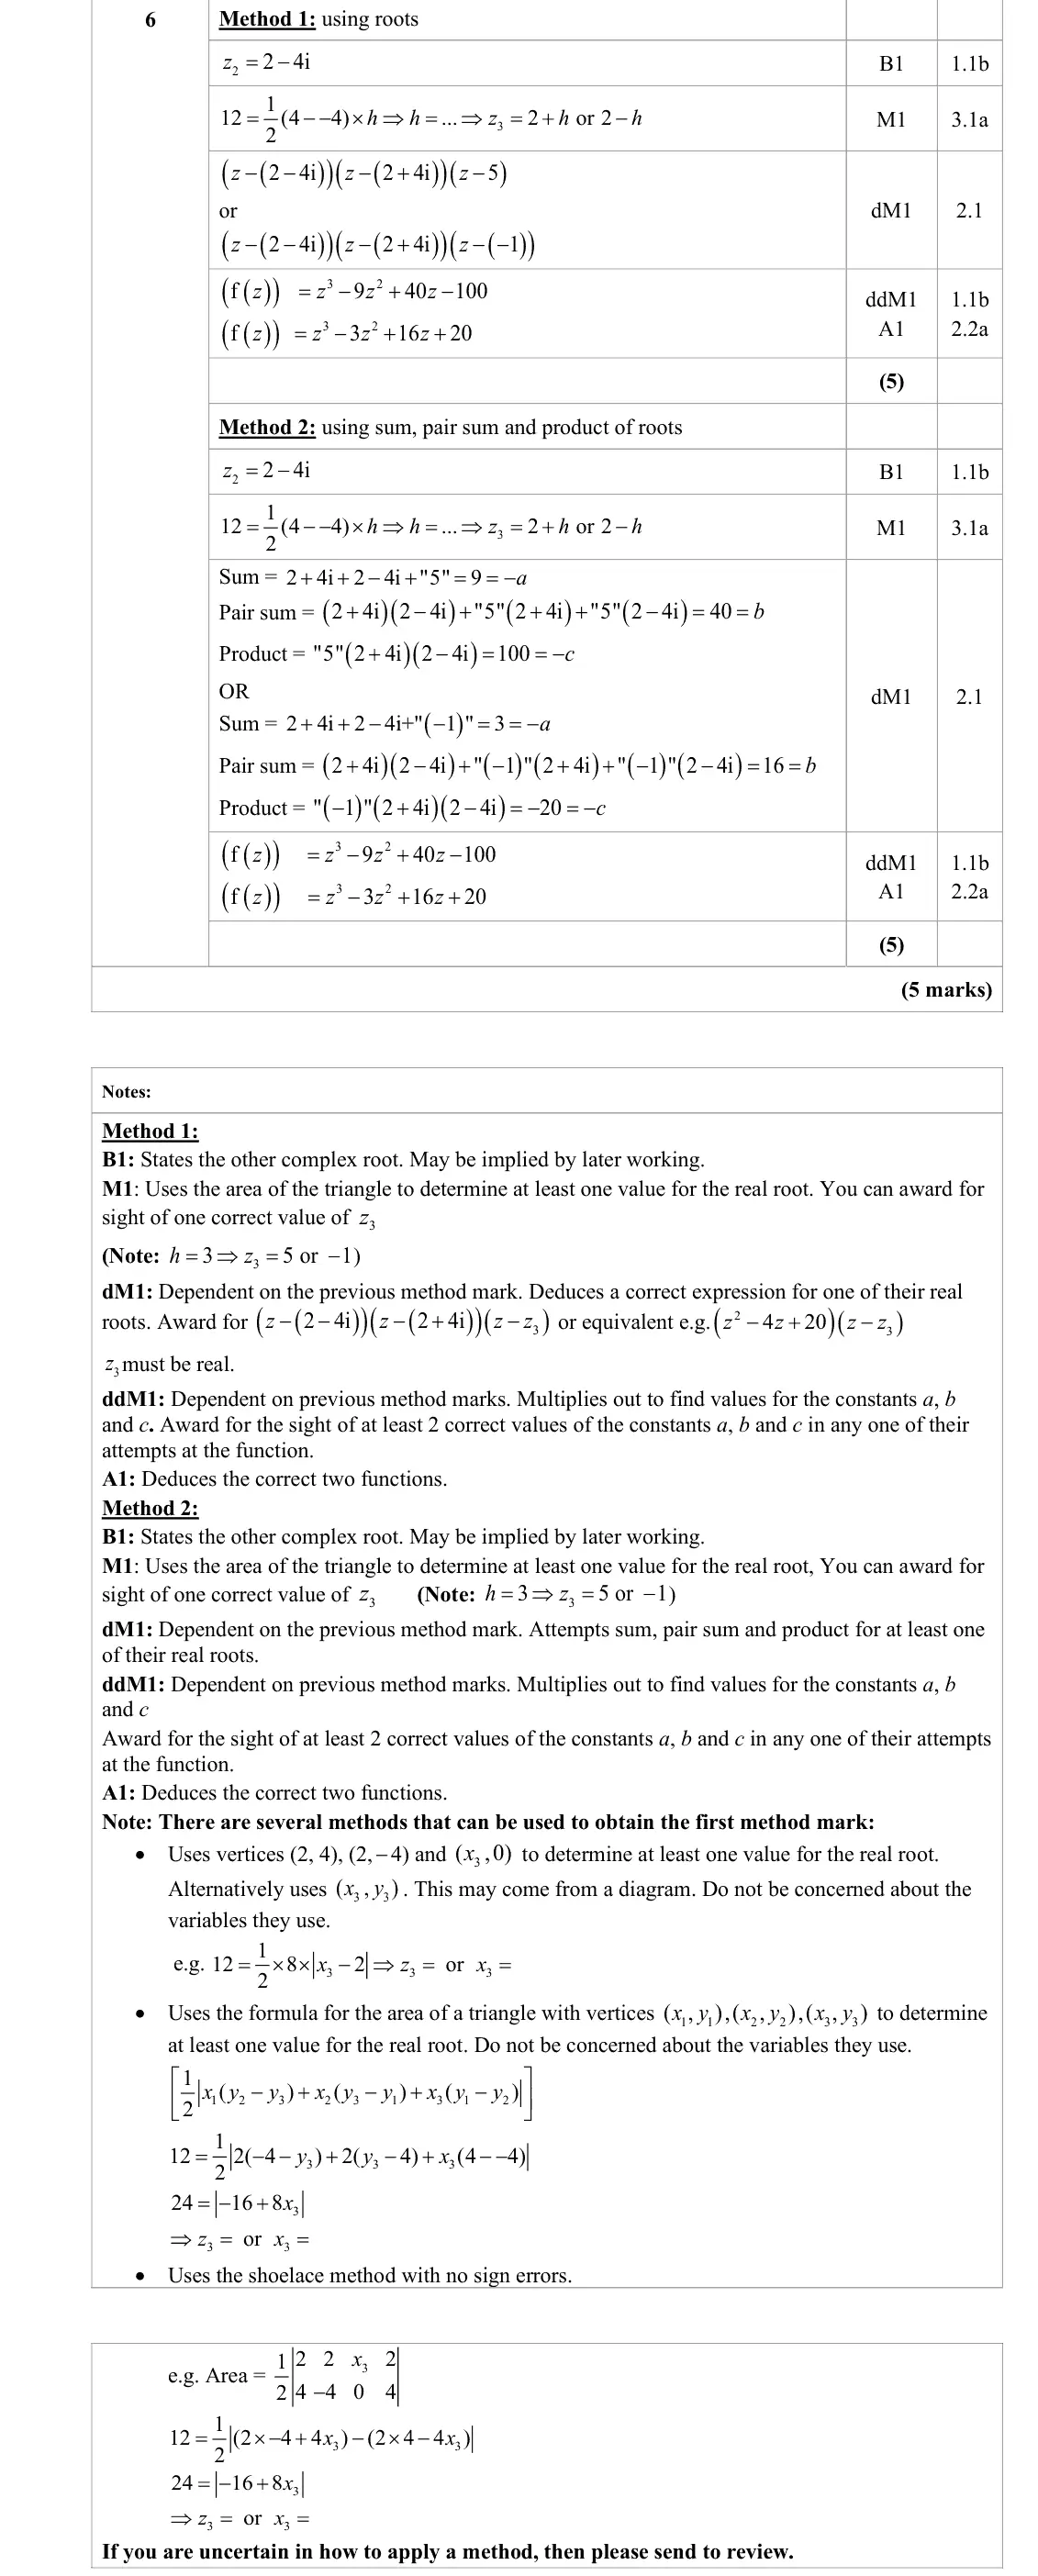 6 Method 1: using roots
z₂ = 2 − 4i B1 1.1b
12 = 1/2 (4 − −4) × h ⇒ h = ... ⇒ z₃ = 2 + h or 2 − h M1 3.1a
(z − (2 − 4i))(z − (2 + 4i))(z − 5)
or dM1 2.1
(z − (2 − 4i))(z − (2 + 4i))(z − (−1))
(f(z)) = z³ − 9z² + 40z − 100 ddM1 1.1b
(f(z)) = z³ − 3z² + 16z + 20 A1 2.2a
(5)
Method 2: using sum, pair sum and product of roots
z₂ = 2 − 4i B1 1.1b
12 = 1/2 (4 − −4) × h ⇒ h = ... ⇒ z₃ = 2 + h or 2 − h M1 3.1a
Sum = 2 + 4i + 2 − 4i + "5" = 9 = −a
Pair sum = (2 + 4i)(2 − 4i) + "5"(2 + 4i) + "5"(2 − 4i) = 40 = b
Product = "5"(2 + 4i)(2 − 4i) = 100 = −c
OR dM1 2.1
Sum = 2 + 4i + 2 − 4i+"(−1)" = 3 = −a
Pair sum = (2 + 4i)(2 − 4i) + "(−1)"(2 + 4i) + "(−1)"(2 − 4i) = 16 = b
Product = "(−1)"(2 + 4i)(2 − 4i) = −20 = −c
(f(z)) = z³ − 9z² + 40z − 100 ddM1 1.1b
(f(z)) = z³ − 3z² + 16z + 20 A1 2.2a
(5)
(5 marks)
Notes:
Method 1:
B1: States the other complex root. May be implied by later working.
M1: Uses the area of the triangle to determine at least one value for the real root. You can award for
sight of one correct value of z₃
(Note: h = 3 ⇒ z₃ = 5 or −1)
dM1: Dependent on the previous method mark. Deduces a correct expression for one of their real
roots. Award for (z − (2 − 4i))(z − (2 + 4i))(z − z₃) or equivalent e.g. (z² − 4z + 20)(z − z₃)
z₃ must be real.
ddM1: Dependent on previous method marks. Multiplies out to find values for the constants a, b
and c. Award for the sight of at least 2 correct values of the constants a, b and c in any one of their
attempts at the function.
A1: Deduces the correct two functions.
Method 2:
B1: States the other complex root. May be implied by later working.
M1: Uses the area of the triangle to determine at least one value for the real root, You can award for
sight of one correct value of z₃ (Note: h = 3 ⇒ z₃ = 5 or −1)
dM1: Dependent on the previous method mark. Attempts sum, pair sum and product for at least one
of their real roots.
ddM1: Dependent on previous method marks. Multiplies out to find values for the constants a, b
and c
Award for the sight of at least 2 correct values of the constants a, b and c in any one of their attempts
at the function.
A1: Deduces the correct two functions.
Note: There are several methods that can be used to obtain the first method mark:
• Uses vertices (2, 4), (2, −4) and (x₃, 0) to determine at least one value for the real root.
Alternatively uses (x₃, y₃). This may come from a diagram. Do not be concerned about the
variables they use.
e.g. 12 = 1/2 × 8 × |x₃ − 2| ⇒ z₃ = or x₃ =
• Uses the formula for the area of a triangle with vertices (x₁, y₁), (x₂, y₂), (x₃, y₃) to determine
at least one value for the real root. Do not be concerned about the variables they use.
[1/2 |x₁(y₂ − y₃) + x₂(y₃ − y₁) + x₃(y₁ − y₂)|]
12 = 1/2 |2(−4 − y₃) + 2(y₃ − 4) + x₃(4 − −4)|
24 = |−16 + 8x₃|
⇒ z₃ = or x₃ =
• Uses the shoelace method with no sign errors.
e.g. Area = 1/2 |2 2 x₃ 2|
|4 −4 0 4|
12 = 1/2 |(2 × −4 + 4x₃) − (2 × 4 − 4x₃)|
24 = |−16 + 8x₃|
⇒ z₃ = or x₃ =
If you are uncertain in how to apply a method, then please send to review.